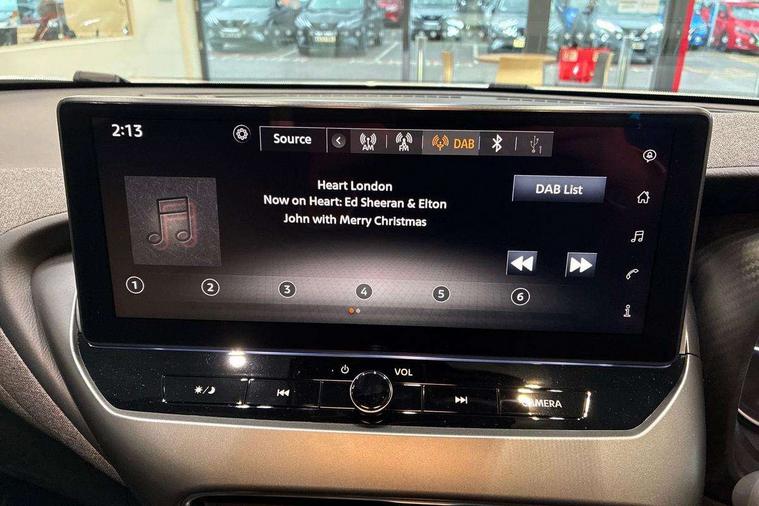 2:13
Source
AM
FM
DAB
Heart London
Now on Heart: Ed Sheeran & Elton
John with Merry Christmas
DAB List
1 2 3 4 5 6
VOL
CAMERA